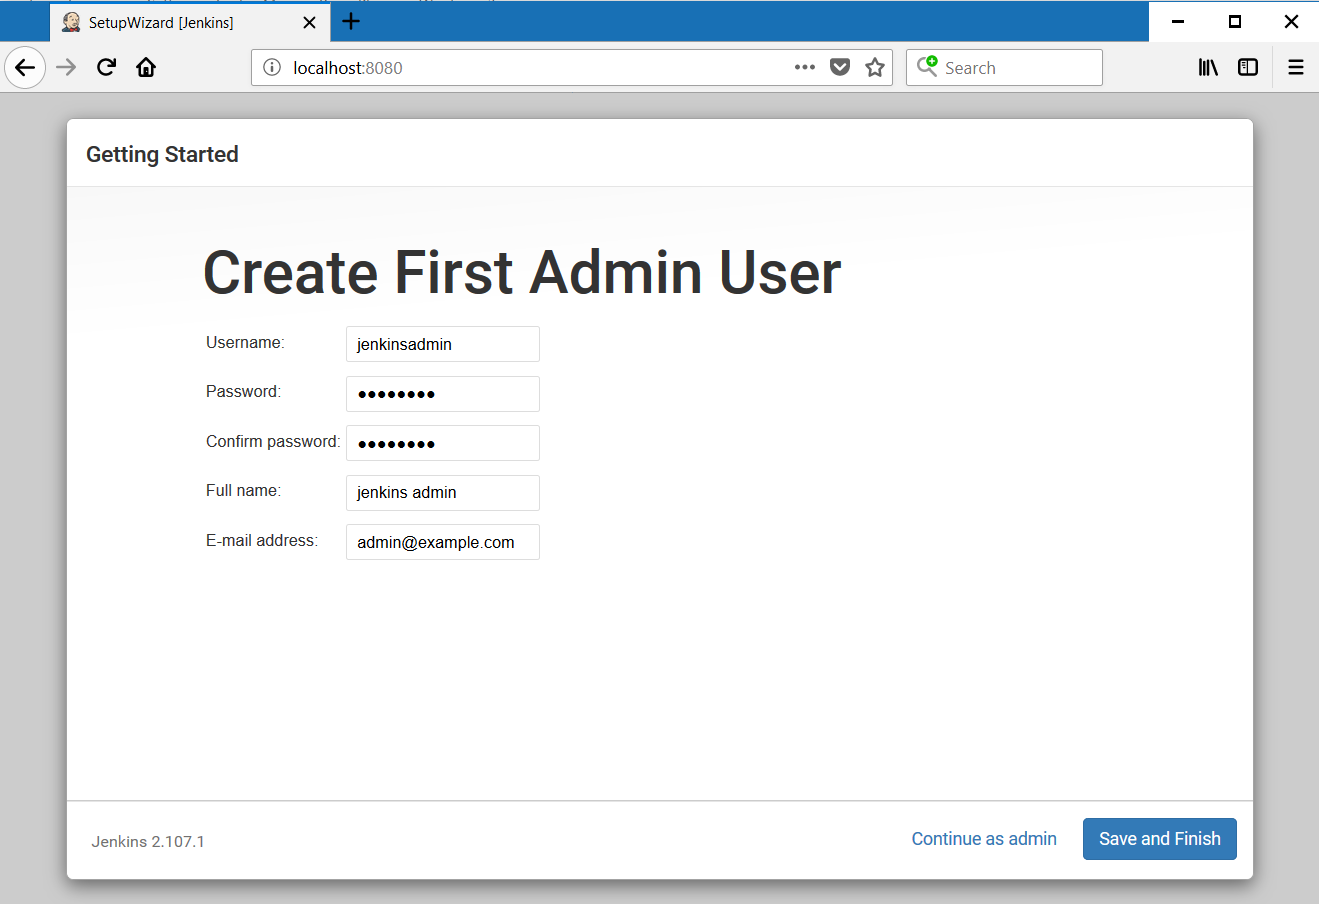 SetupWizard [Jenkins]
localhost:8080
Search
Getting Started
Create First Admin User
Username: jenkinsadmin
Password: ●●●●●●●●
Confirm password: ●●●●●●●●
Full name: jenkins admin
E-mail address: admin@example.com
Jenkins 2.107.1
Continue as admin
Save and Finish